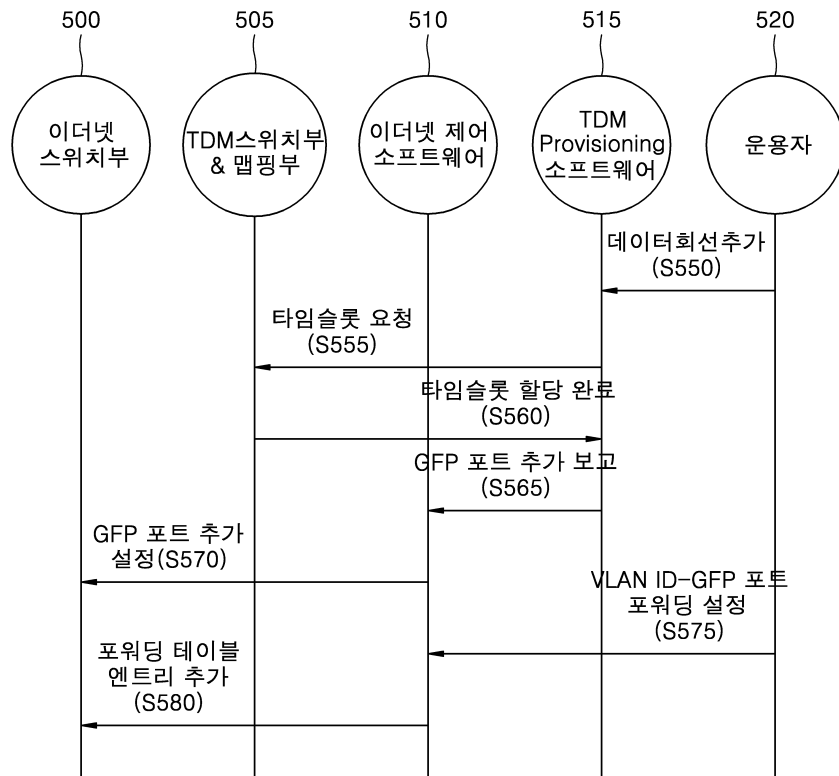 500
505
510
515
520
이더넷
스위치부
TDM스위치부
& 맵핑부
이더넷 제어
소프트웨어
TDM
Provisioning
소프트웨어
운용자
데이터회선추가
(S550)
타임슬롯 요청
(S555)
타임슬롯 할당 완료
(S560)
GFP 포트 추가 보고
(S565)
GFP 포트 추가
설정(S570)
VLAN ID-GFP 포트
포워딩 설정
(S575)
포워딩 테이블
엔트리 추가
(S580)